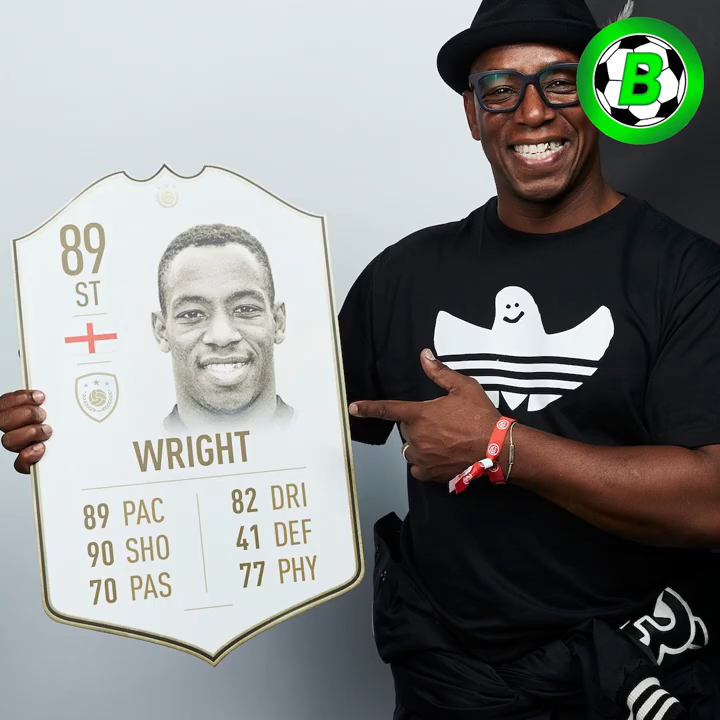 B
89
ST
WRIGHT
89 PAC
90 SHO
70 PAS
82 DRI
41 DEF
77 PHY